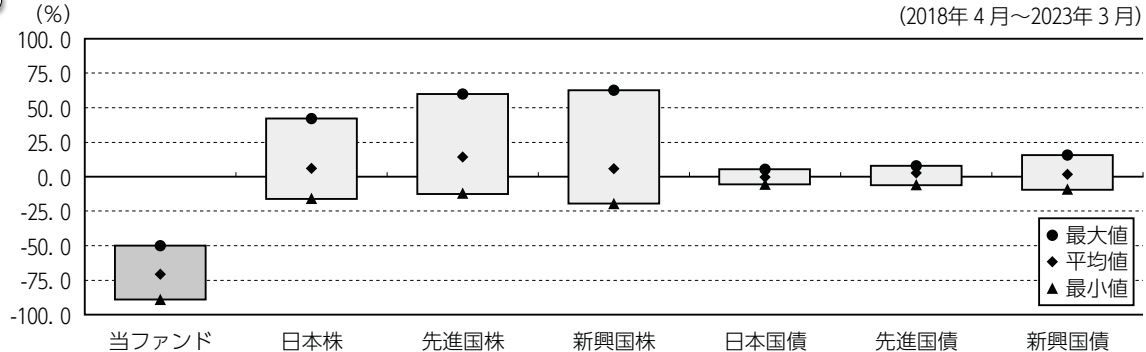 (%)
(2018年4月～2023年3月)
100.0
75.0
50.0
25.0
0.0
-25.0
-50.0
-75.0
-100.0
● 最大値
◆ 平均値
▲ 最小値
当ファンド 日本株 先進国株 新興国株 日本国債 先進国債 新興国債